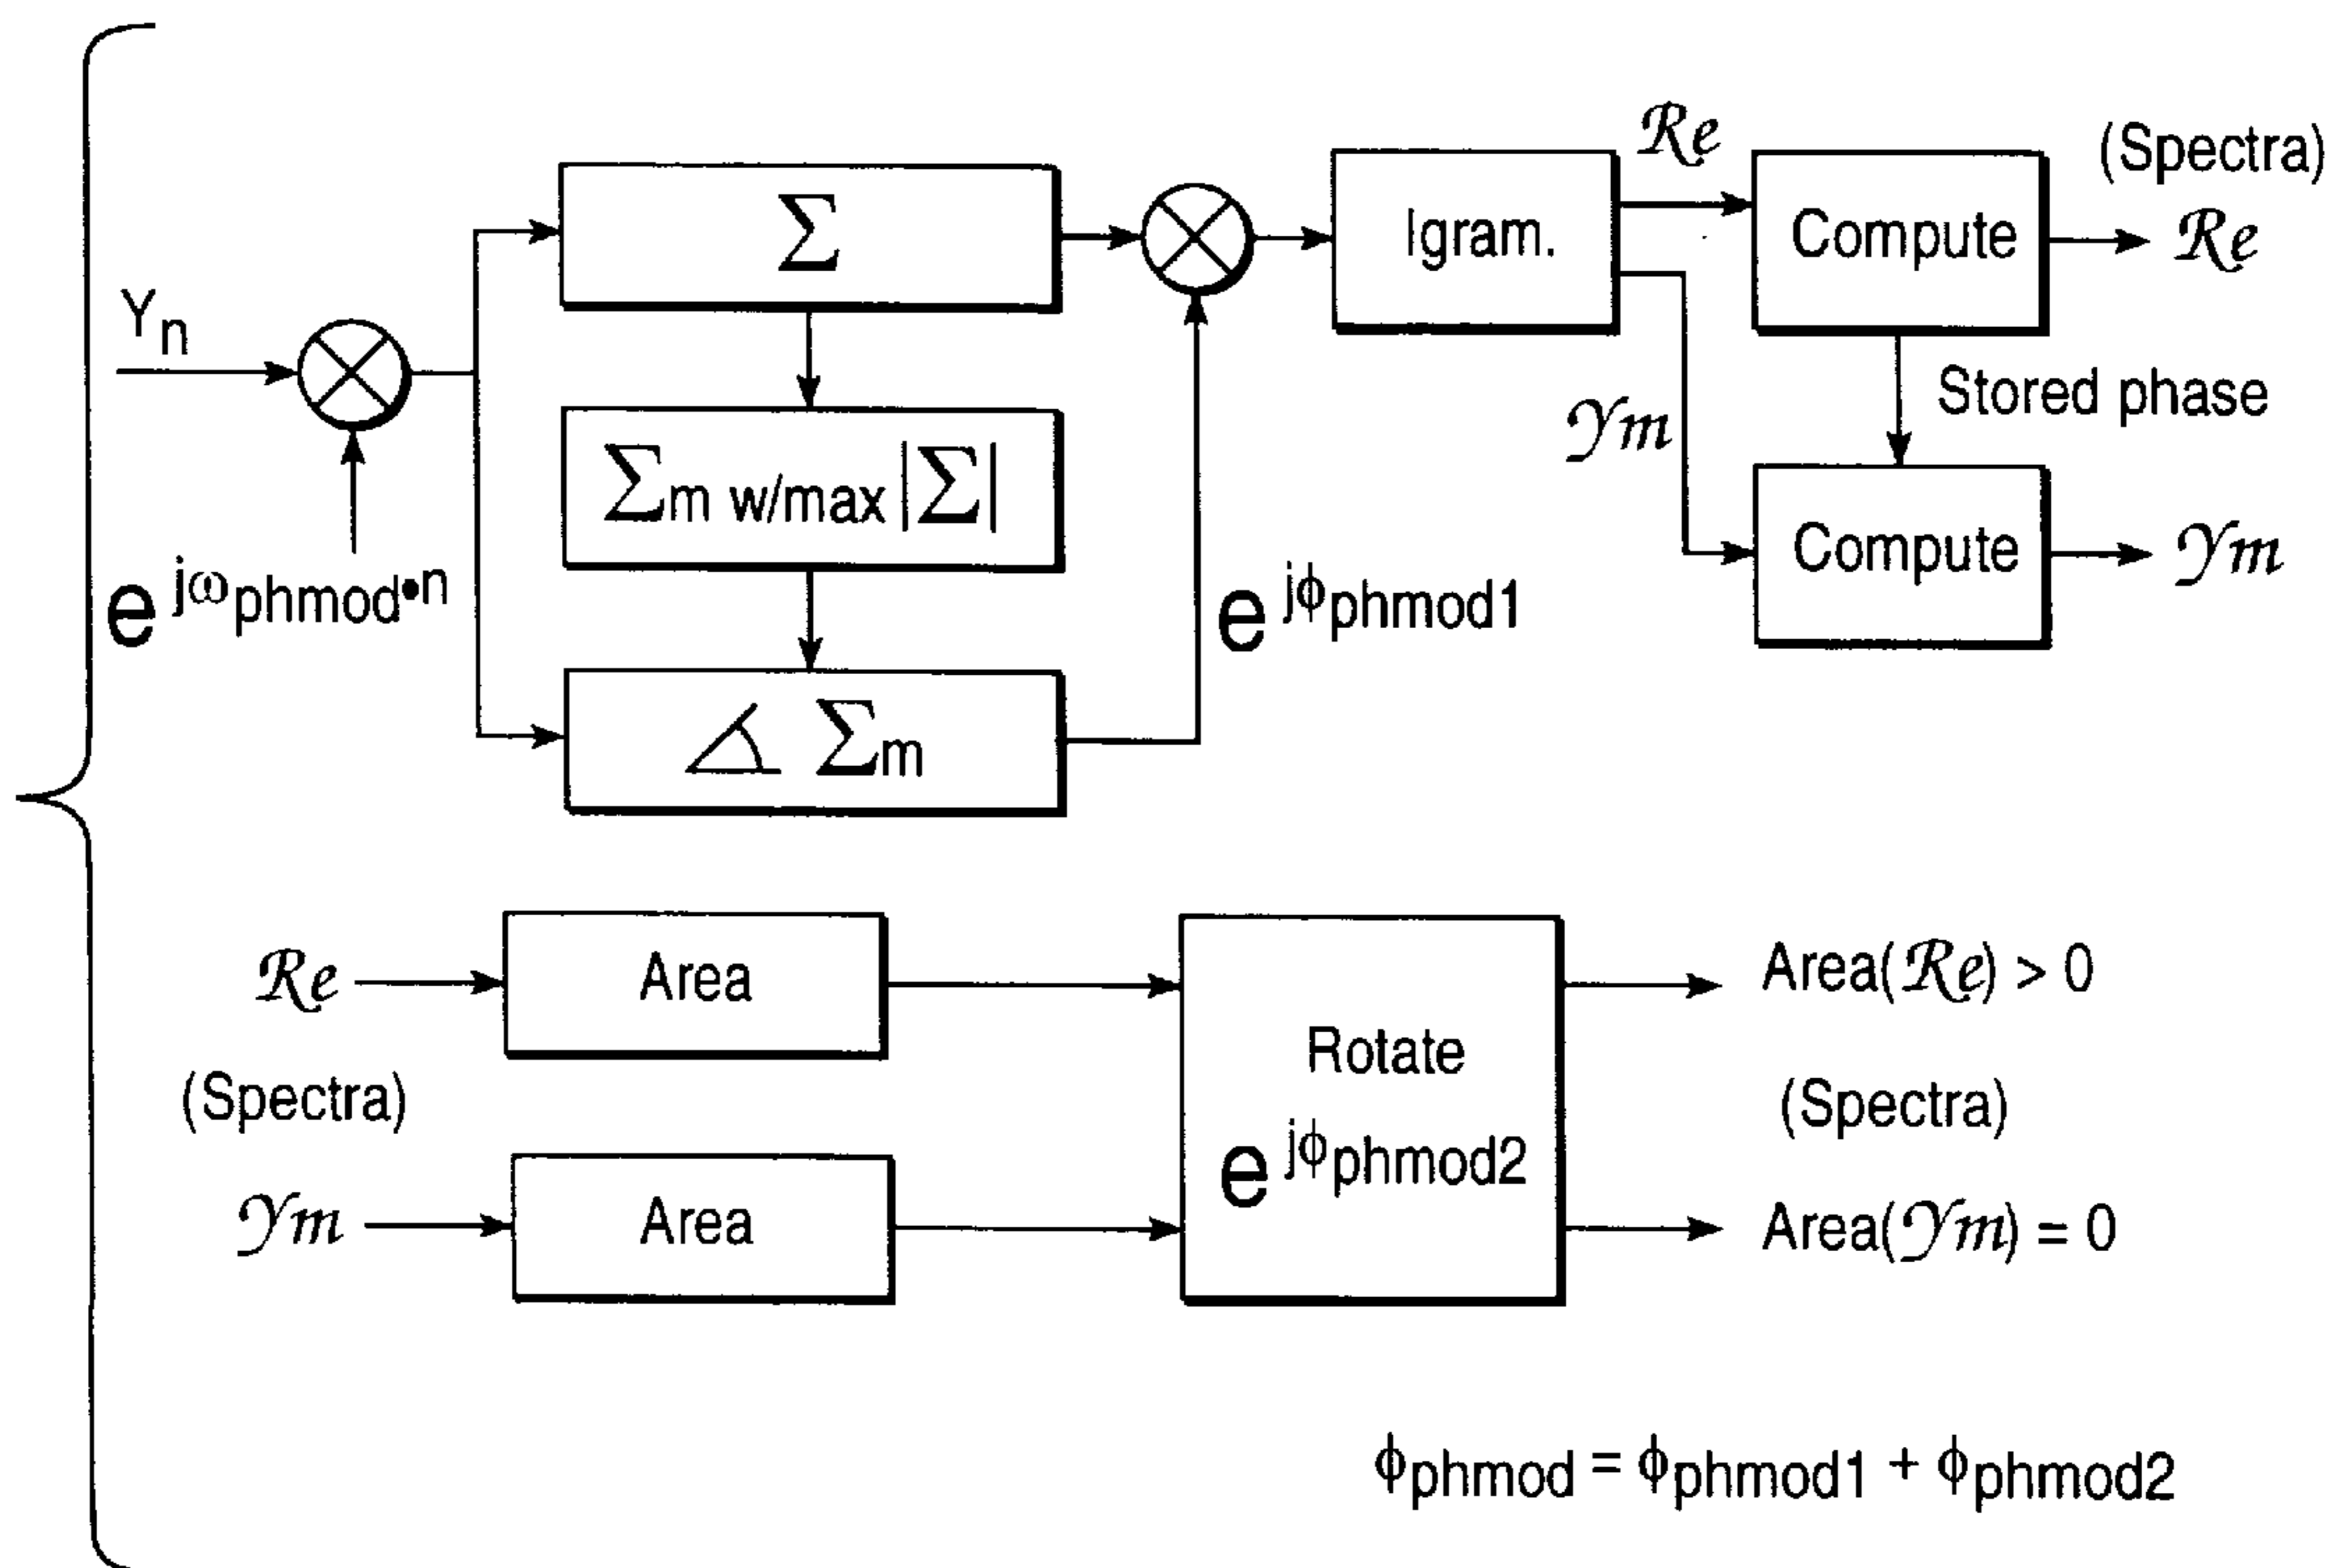 Yn
e jωphmod•n
Σ
Σm w/max |Σ|
∡ Σm
e jϕphmod1
Igram.
ℛe
𝒴m
Compute
(Spectra)
ℛe
Stored phase
Compute
𝒴m
ℛe
Area
(Spectra)
𝒴m
Area
Rotate
e jϕphmod2
Area(ℛe) > 0
(Spectra)
Area(𝒴m) = 0
ϕphmod = ϕphmod1 + ϕphmod2